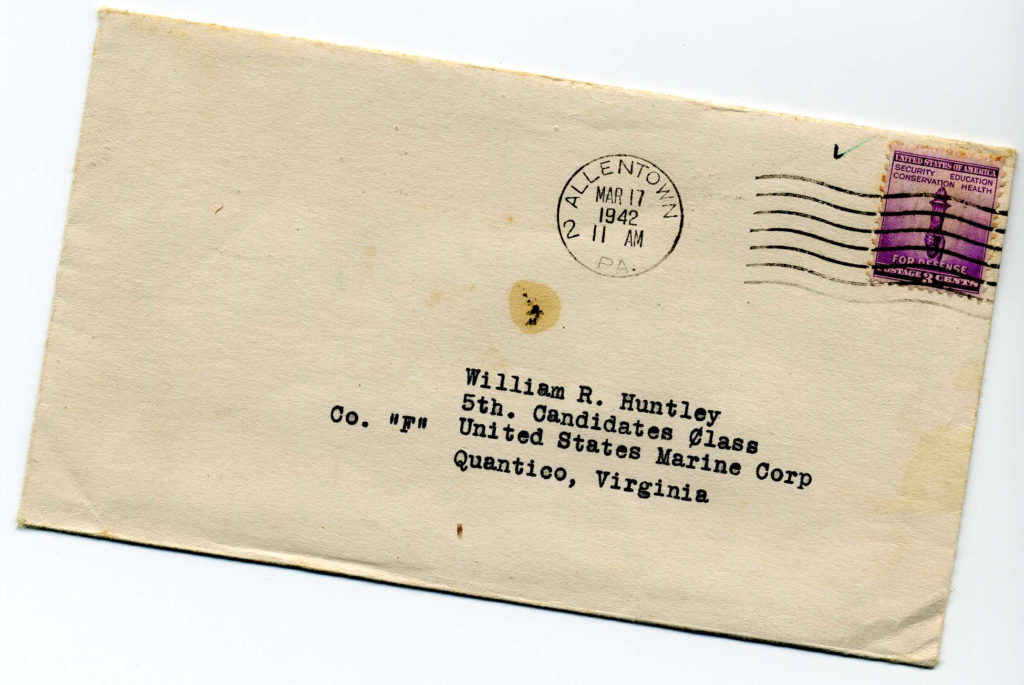 ALLENTOWN
MAR 17
1942
2 11 AM
PA.
UNITED STATES OF AMERICA
SECURITY EDUCATION
CONSERVATION HEALTH
FOR DEFENSE
POSTAGE 3 CENTS
William R. Huntley
5th. Candidates Class
Co. "F" United States Marine Corp
Quantico, Virginia